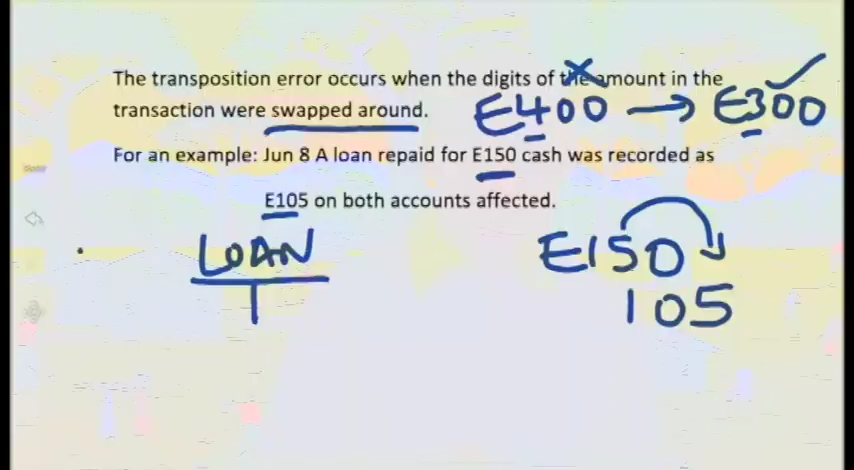 The transposition error occurs when the digits of the amount in the
transaction were swapped around.
E400 → E300
For an example: Jun 8 A loan repaid for E150 cash was recorded as
E105 on both accounts affected.
LOAN
E150
105